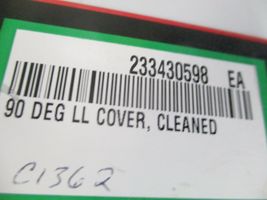 233430598 EA
90 DEG LL COVER, CLEANED
C1362